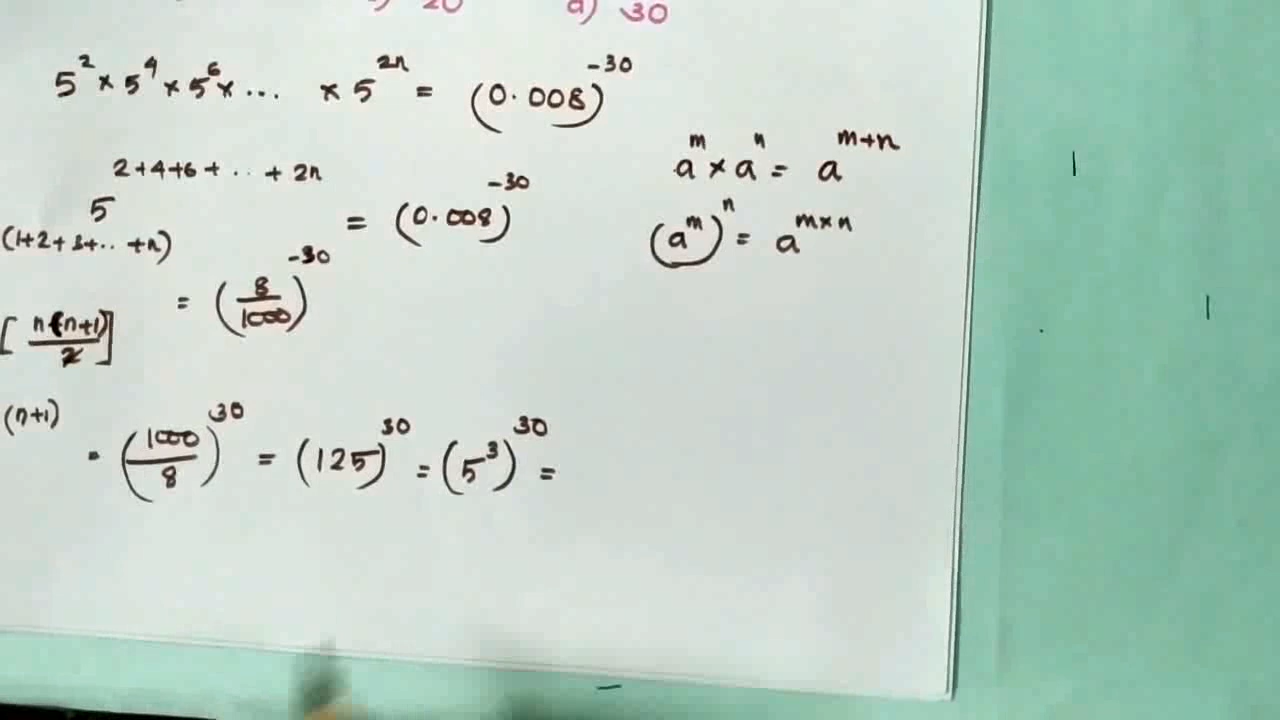 20 d) 30
5^2 × 5^4 × 5^6 × ... × 5^2n = (0.008)^-30
a^m × a^n = a^m+n
5^2+4+6+..+2n = (0.008)^-30
(a^m)^n = a^m×n
(1+2+3+..+n) = (8/1000)^-30
[n(n+1)/2]
(n+1) = (1000/8)^30 = (125)^30 = (5^3)^30 =